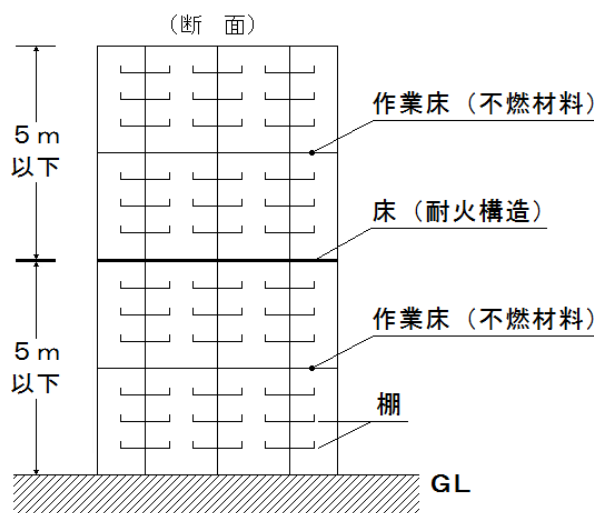 （断　面）
作業床（不燃材料）
5ｍ
以下
床（耐火構造）
作業床（不燃材料）
5ｍ
以下
棚
GL